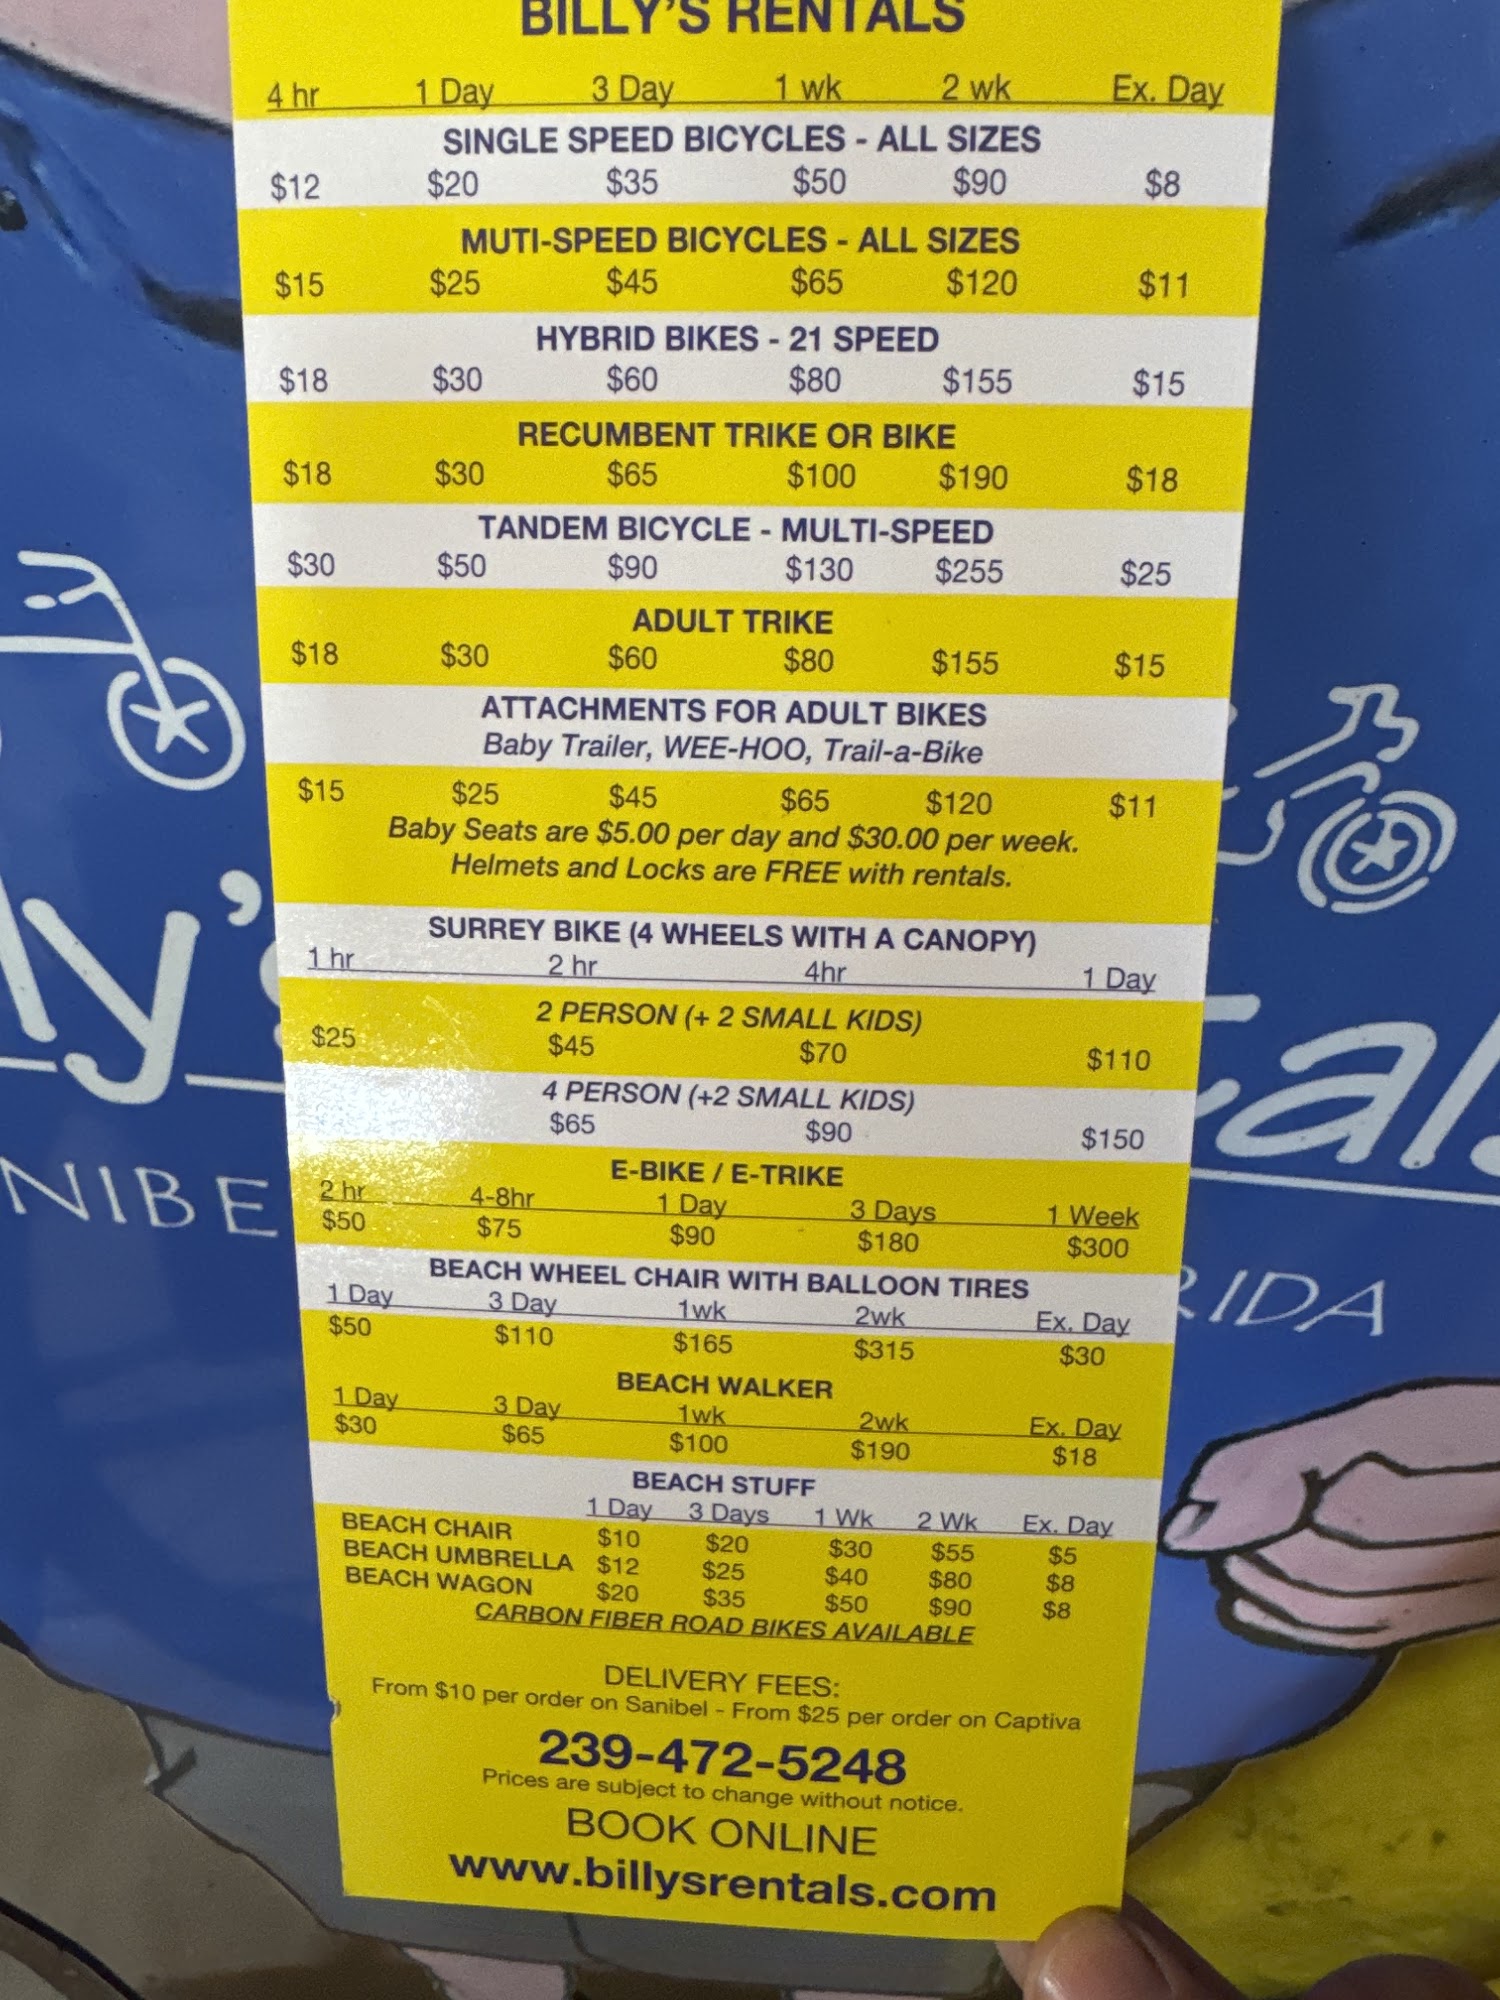 BILLY'S RENTALS
4 hr 1 Day 3 Day 1 wk 2 wk Ex. Day
SINGLE SPEED BICYCLES - ALL SIZES
$12 $20 $35 $50 $90 $8
MUTI-SPEED BICYCLES - ALL SIZES
$15 $25 $45 $65 $120 $11
HYBRID BIKES - 21 SPEED
$18 $30 $60 $80 $155 $15
RECUMBENT TRIKE OR BIKE
$18 $30 $65 $100 $190 $18
TANDEM BICYCLE - MULTI-SPEED
$30 $50 $90 $130 $255 $25
ADULT TRIKE
$18 $30 $60 $80 $155 $15
ATTACHMENTS FOR ADULT BIKES
Baby Trailer, WEE-HOO, Trail-a-Bike
$15 $25 $45 $65 $120 $11
Baby Seats are $5.00 per day and $30.00 per week.
Helmets and Locks are FREE with rentals.
SURREY BIKE (4 WHEELS WITH A CANOPY)
1 hr 2 hr 4hr 1 Day
2 PERSON (+ 2 SMALL KIDS)
$25 $45 $70 $110
4 PERSON (+2 SMALL KIDS)
$65 $90 $150
E-BIKE / E-TRIKE
2 hr 4-8hr 1 Day 3 Days 1 Week
$50 $75 $90 $180 $300
BEACH WHEEL CHAIR WITH BALLOON TIRES
1 Day 3 Day 1wk 2wk Ex. Day
$50 $110 $165 $315 $30
BEACH WALKER
1 Day 3 Day 1wk 2wk Ex. Day
$30 $65 $100 $190 $18
BEACH STUFF
1 Day 3 Days 1 Wk 2 Wk Ex. Day
BEACH CHAIR $10 $20 $30 $55 $5
BEACH UMBRELLA $12 $25 $40 $80 $8
BEACH WAGON $20 $35 $50 $90 $8
CARBON FIBER ROAD BIKES AVAILABLE
DELIVERY FEES:
From $10 per order on Sanibel - From $25 per order on Captiva
239-472-5248
Prices are subject to change without notice.
BOOK ONLINE
www.billysrentals.com
ly's
tals
NIBE
RIDA